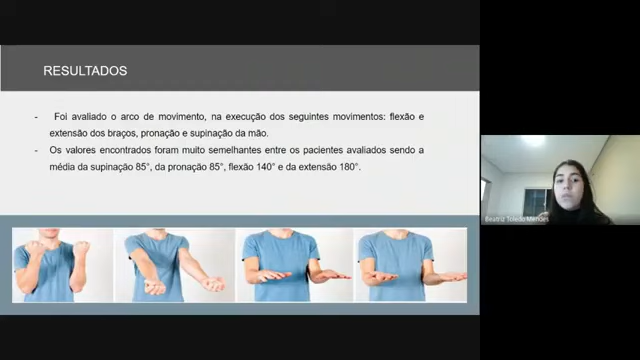 RESULTADOS
- Foi avaliado o arco de movimento, na execução dos seguintes movimentos: flexão e
extensão dos braços, pronação e supinação da mão.
- Os valores encontrados foram muito semelhantes entre os pacientes avaliados sendo a
média da supinação 85°, da pronação 85°, flexão 140° e da extensão 180°.
Beatriz Toledo Mendes